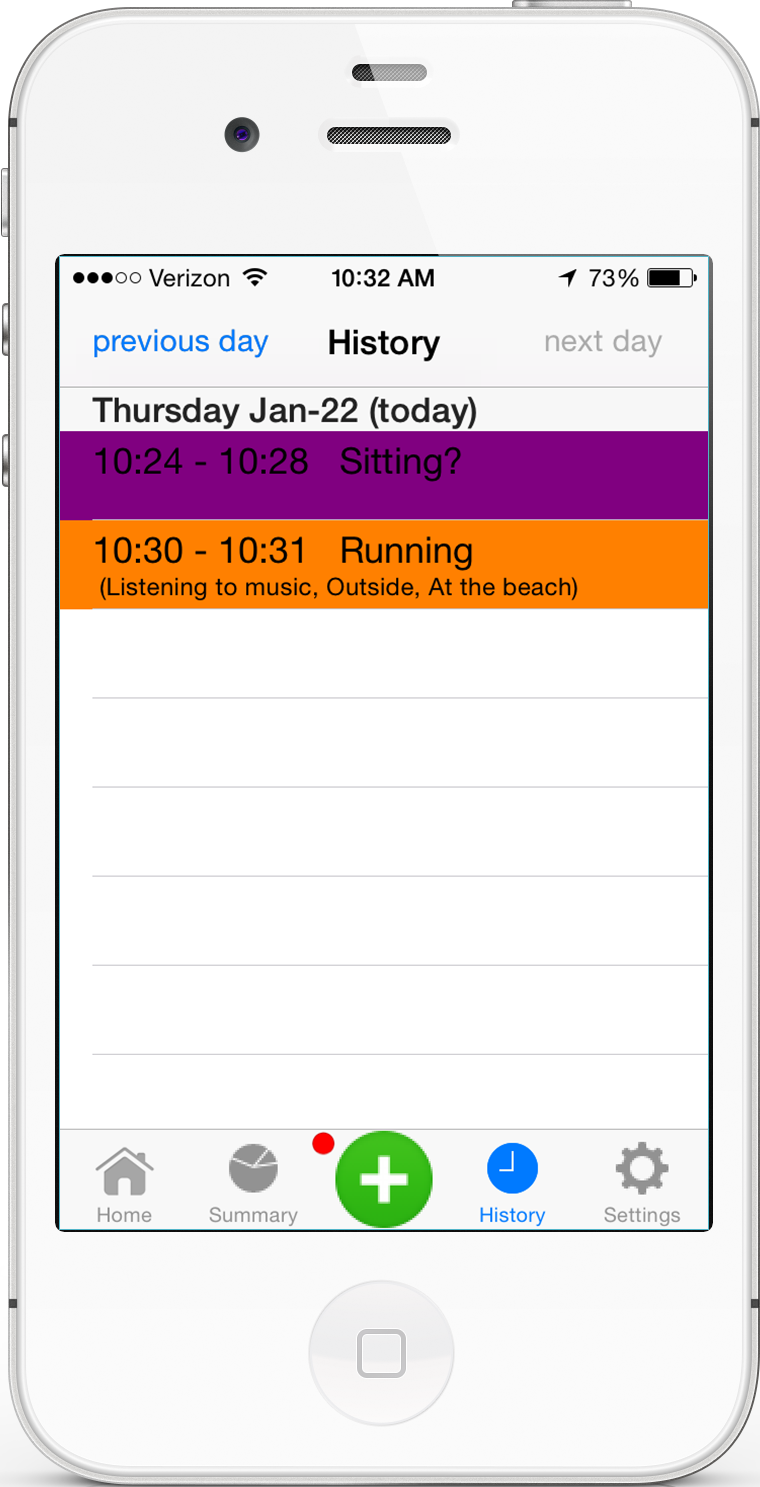 Verizon 10:32 AM 73%
previous day History next day
Thursday Jan-22 (today)
10:24 - 10:28 Sitting?
10:30 - 10:31 Running
(Listening to music, Outside, At the beach)
Home Summary History Settings